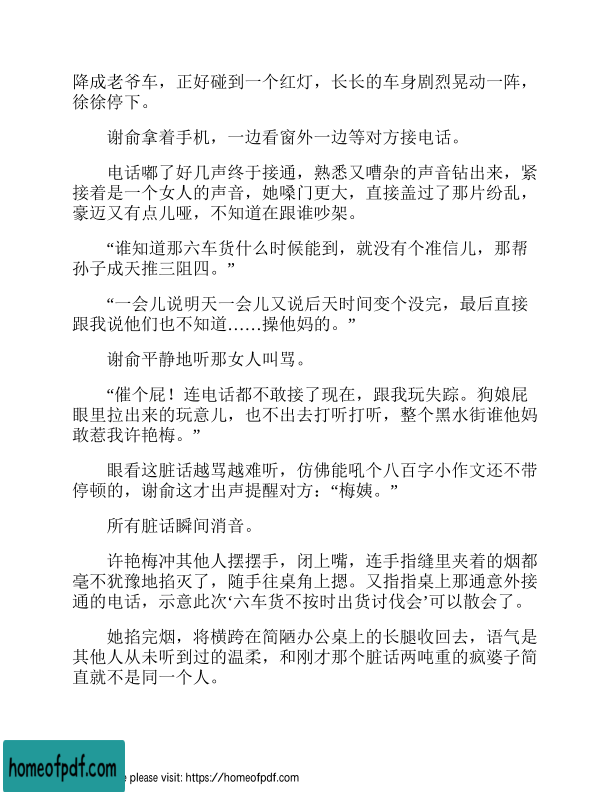 降成老爷车，正好碰到一个红灯，长长的车身剧烈晃动一阵，
徐徐停下。
谢俞拿着手机，一边看窗外一边等对方接电话。
电话嘟了好几声终于接通，熟悉又嘈杂的声音钻出来，紧
接着是一个女人的声音，她嗓门更大，直接盖过了那片纷乱，
豪迈又有点儿哑，不知道在跟谁吵架。
“谁知道那六车货什么时候能到，就没有个准信儿，那帮
孙子成天推三阻四。”
“一会儿说明天一会儿又说后天时间变个没完，最后直接
跟我说他们也不知道……操他妈的。”
谢俞平静地听那女人叫骂。
“催个屁！连电话都不敢接了现在，跟我玩失踪。狗娘屁
眼里拉出来的玩意儿，也不出去打听打听，整个黑水街谁他妈
敢惹我许艳梅。”
眼看这脏话越骂越难听，仿佛能吼个八百字小作文还不带
停顿的，谢俞这才出声提醒对方：“梅姨。”
所有脏话瞬间消音。
许艳梅冲其他人摆摆手，闭上嘴，连手指缝里夹着的烟都
毫不犹豫地掐灭了，随手往桌角上摁。又指指桌上那通意外接
通的电话，示意此次‘六车货不按时出货讨伐会’可以散会了。
她掐完烟，将横跨在简陋办公桌上的长腿收回去，语气是
其他人从未听到过的温柔，和刚才那个脏话两吨重的疯婆子简
直就不是同一个人。
homeofpdf.com
e please visit: https://homeofpdf.com